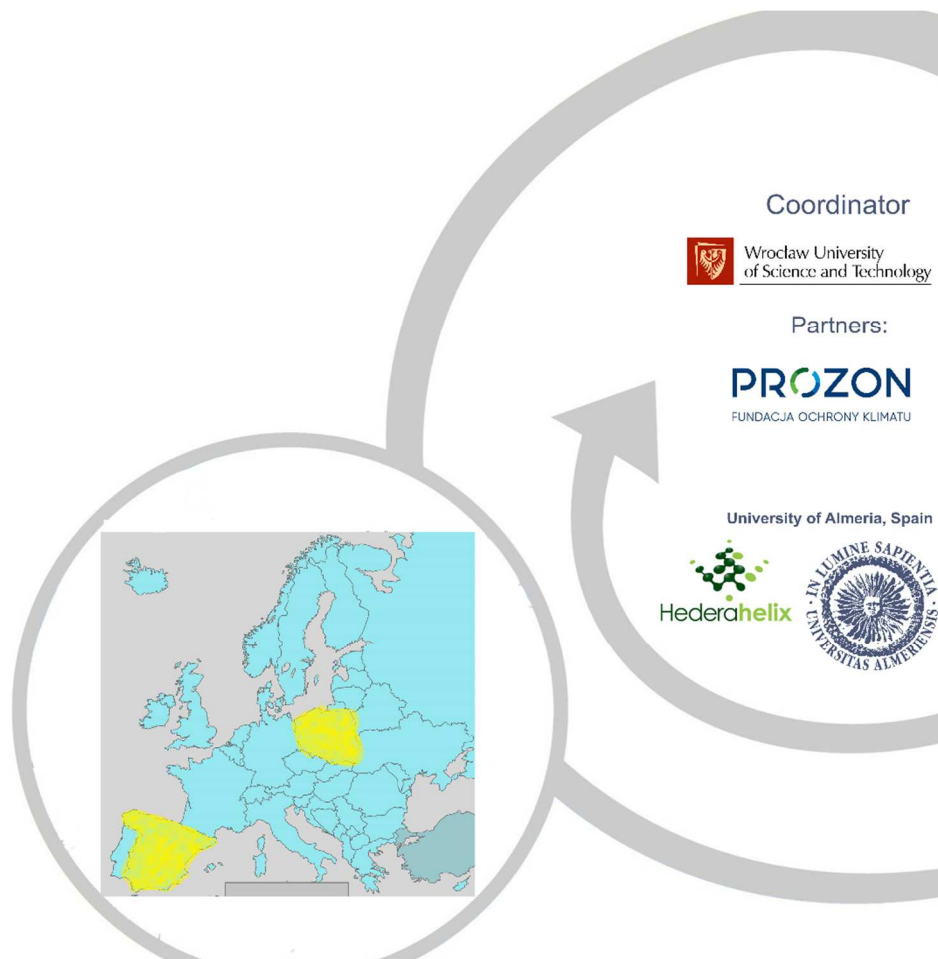 Coordinator
Wrocław University
of Science and Technology
Partners:
PROZON
FUNDACJA OCHRONY KLIMATU
University of Almeria, Spain
Hederahelix
· IN LUMINE SAPIENTIA ·
UNIVERSITAS ALMERIENSIS